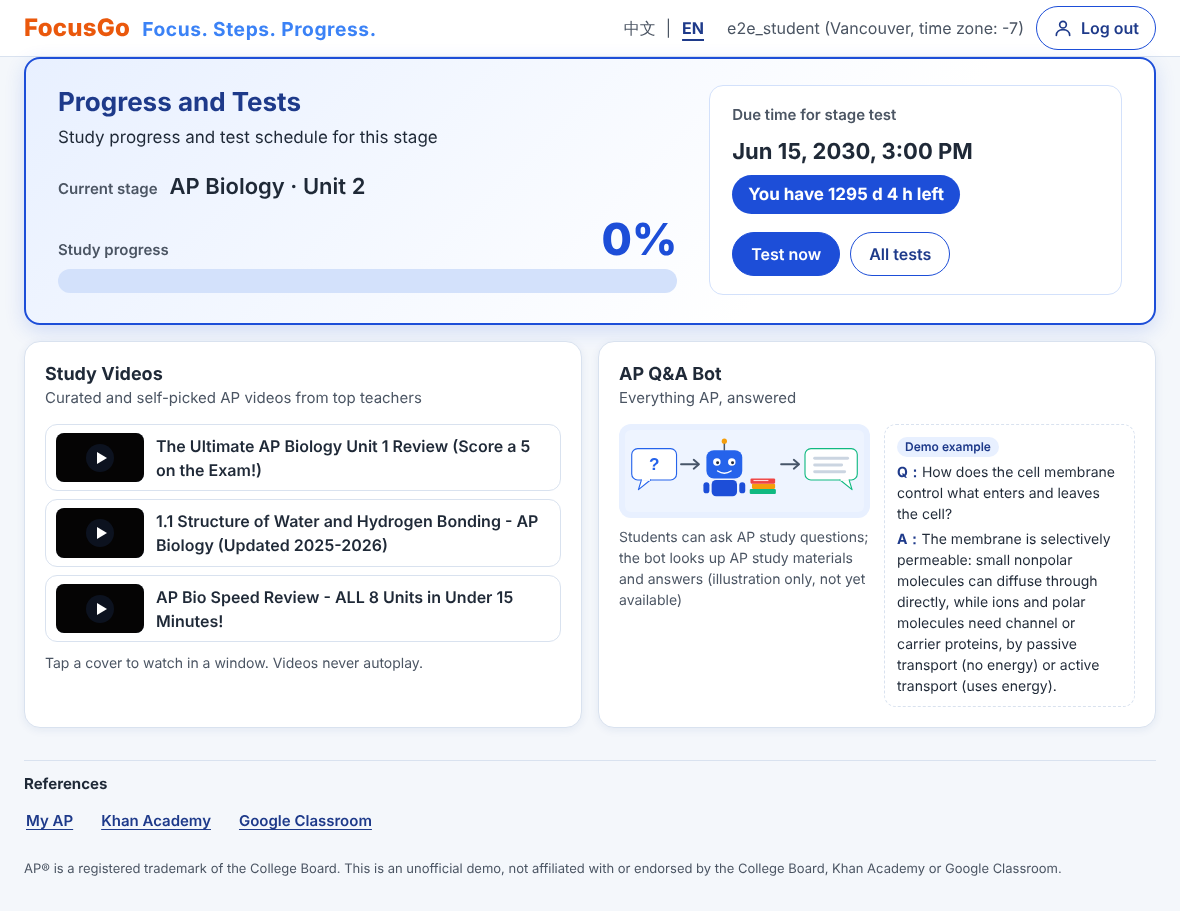 FocusGo Focus. Steps. Progress.
中文 | EN e2e_student (Vancouver, time zone: -7) Log out
Progress and Tests
Study progress and test schedule for this stage
Current stage AP Biology · Unit 2
Study progress 0%
Due time for stage test
Jun 15, 2030, 3:00 PM
You have 1295 d 4 h left
Test now All tests
Study Videos
Curated and self-picked AP videos from top teachers
The Ultimate AP Biology Unit 1 Review (Score a 5
on the Exam!)
1.1 Structure of Water and Hydrogen Bonding - AP
Biology (Updated 2025-2026)
AP Bio Speed Review - ALL 8 Units in Under 15
Minutes!
Tap a cover to watch in a window. Videos never autoplay.
AP Q&A Bot
Everything AP, answered
?
Students can ask AP study questions;
the bot looks up AP study materials
and answers (illustration only, not yet
available)
Demo example
Q：How does the cell membrane
control what enters and leaves
the cell?
A：The membrane is selectively
permeable: small nonpolar
molecules can diffuse through
directly, while ions and polar
molecules need channel or
carrier proteins, by passive
transport (no energy) or active
transport (uses energy).
References
My AP Khan Academy Google Classroom
AP® is a registered trademark of the College Board. This is an unofficial demo, not affiliated with or endorsed by the College Board, Khan Academy or Google Classroom.